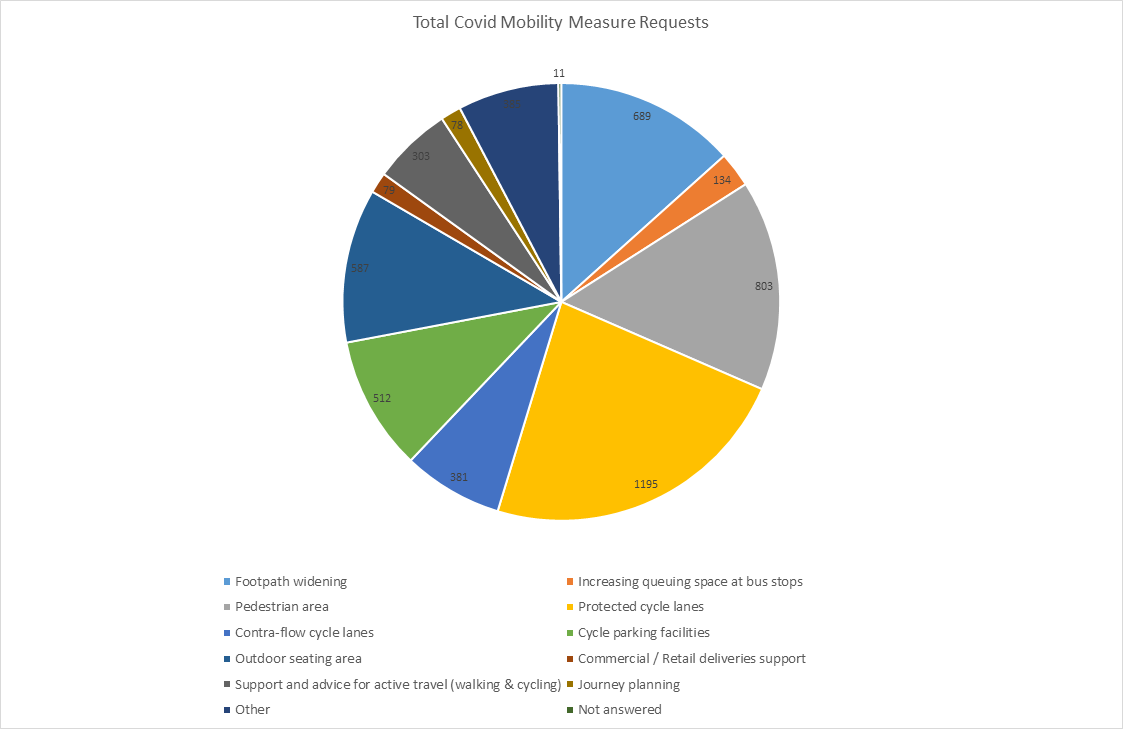 Total Covid Mobility Measure Requests
11
689
134
803
1195
381
512
587
79
303
78
Footpath widening
Increasing queuing space at bus stops
Pedestrian area
Protected cycle lanes
Contra-flow cycle lanes
Cycle parking facilities
Outdoor seating area
Commercial / Retail deliveries support
Support and advice for active travel (walking & cycling)
Journey planning
Other
Not answered